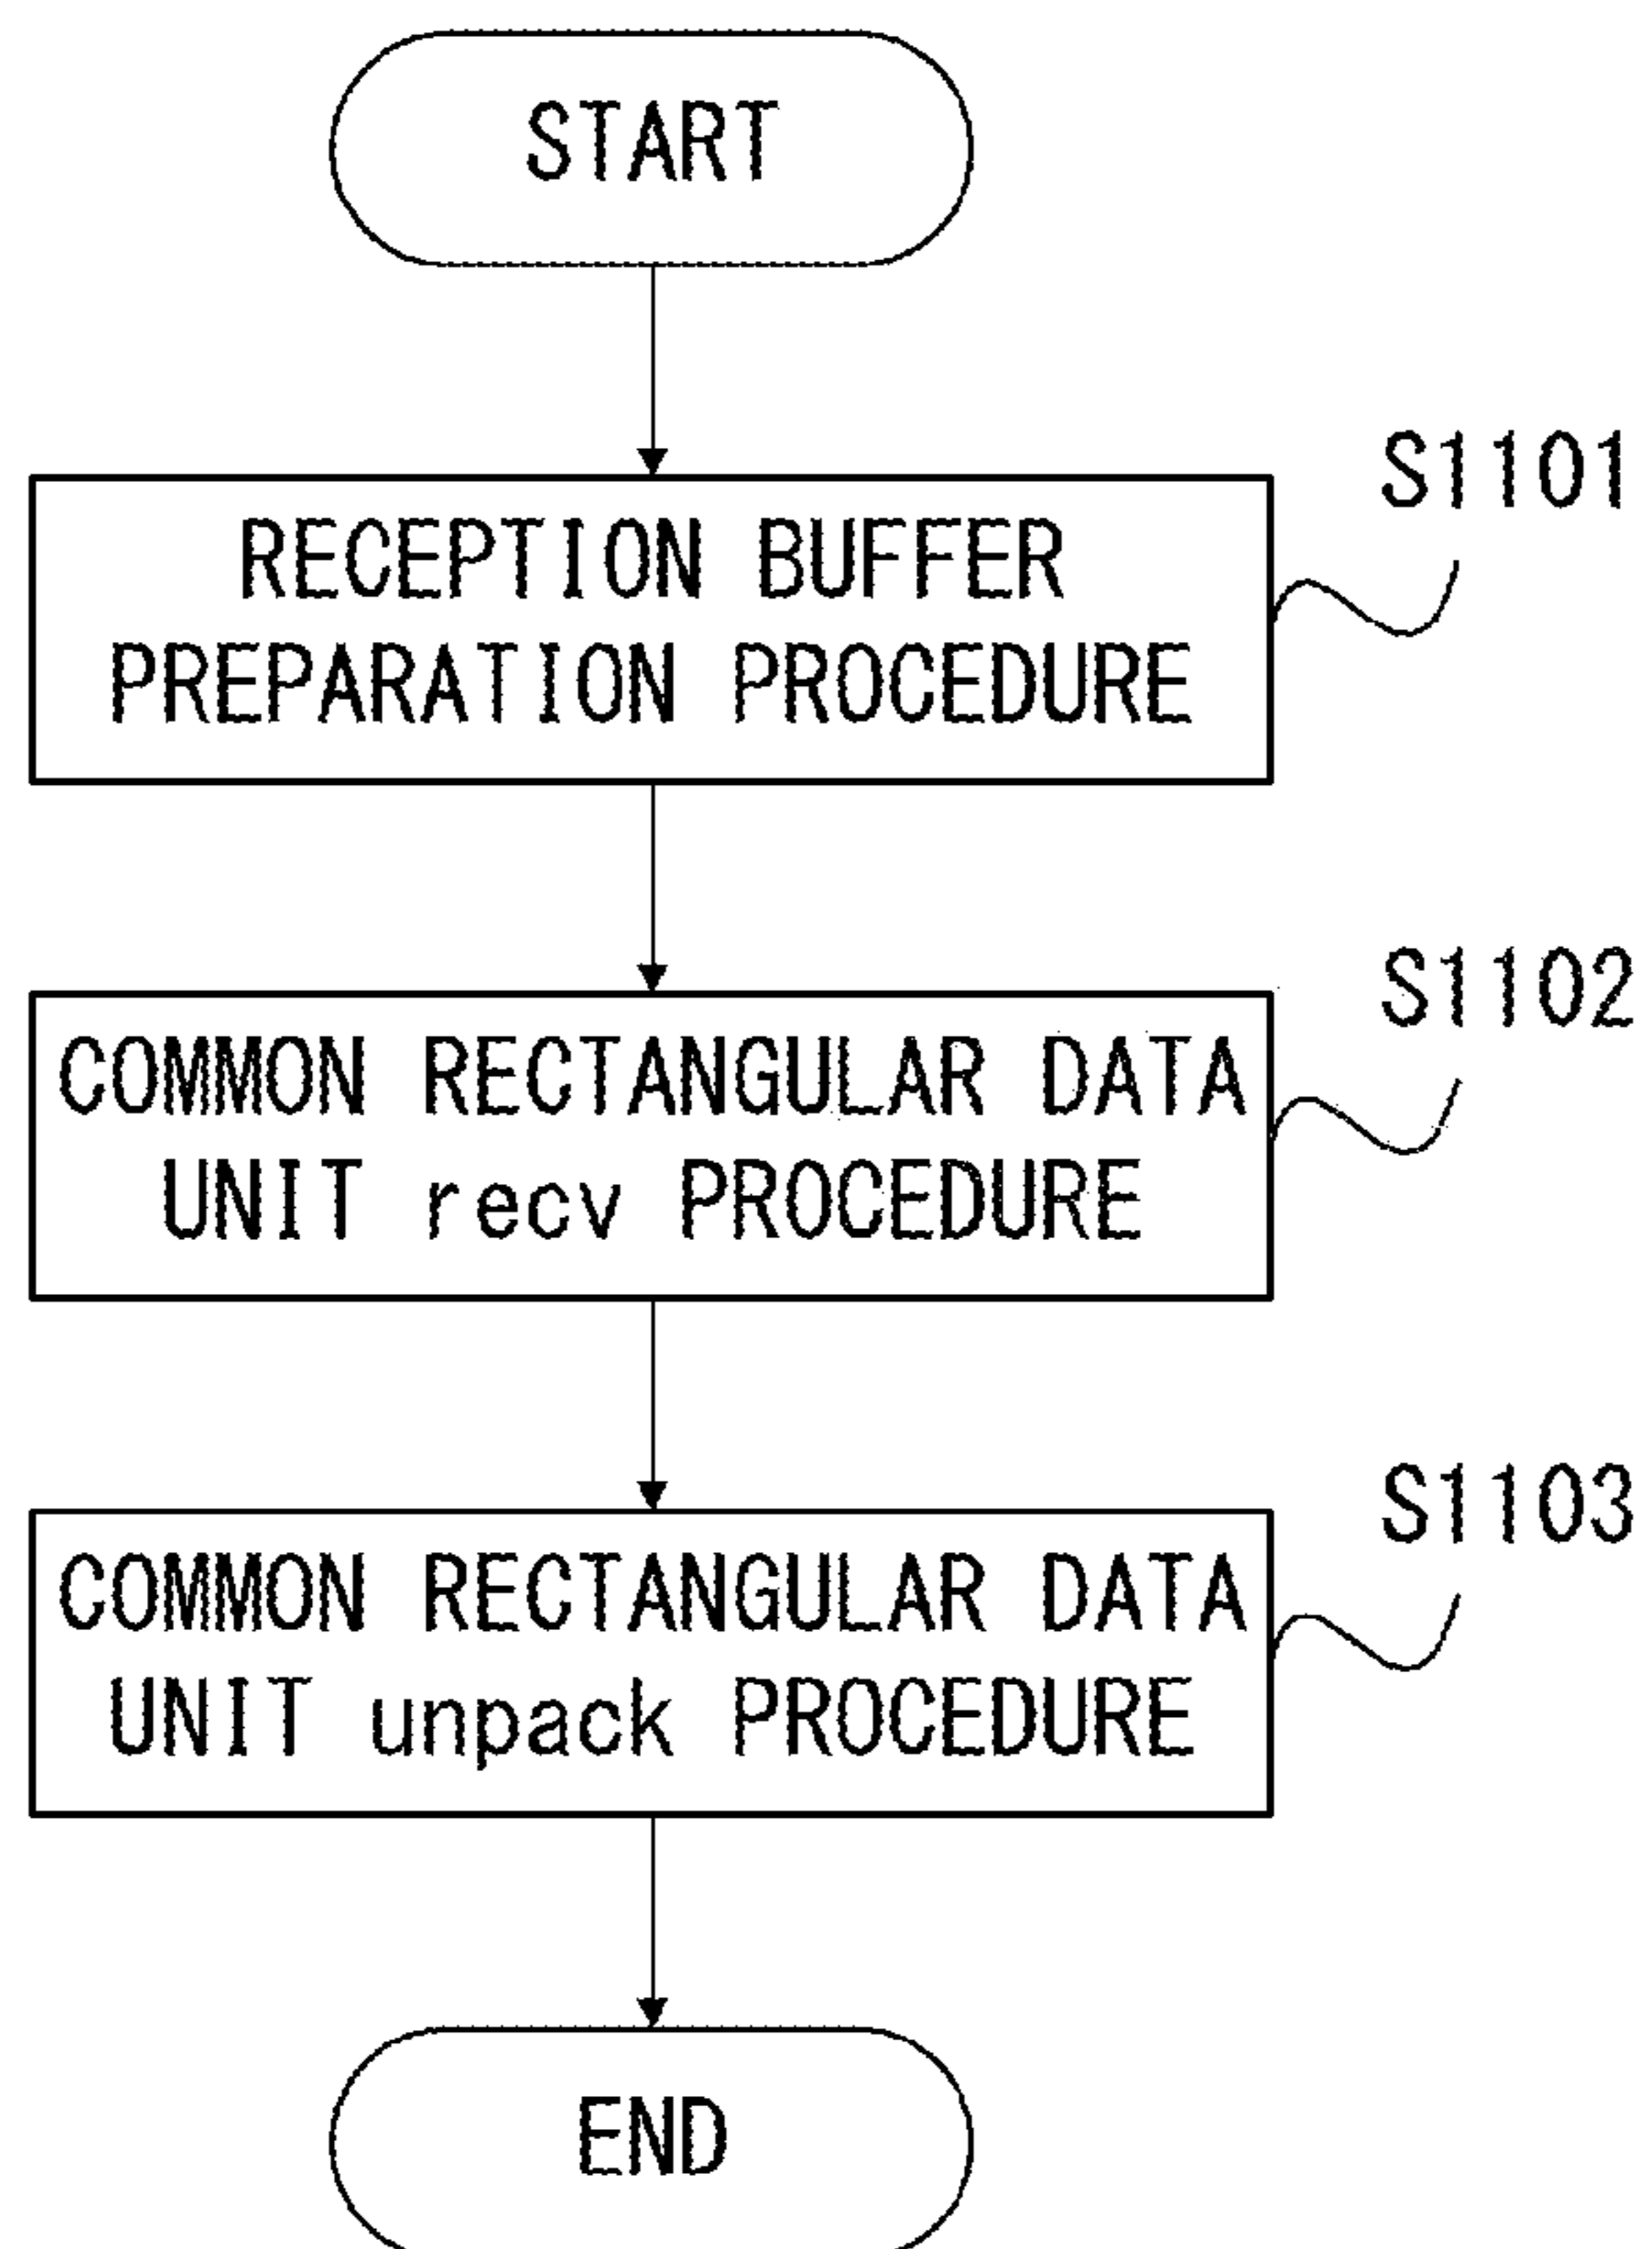 START
S1101
RECEPTION BUFFER
PREPARATION PROCEDURE
S1102
COMMON RECTANGULAR DATA
UNIT recv PROCEDURE
S1103
COMMON RECTANGULAR DATA
UNIT unpack PROCEDURE
END